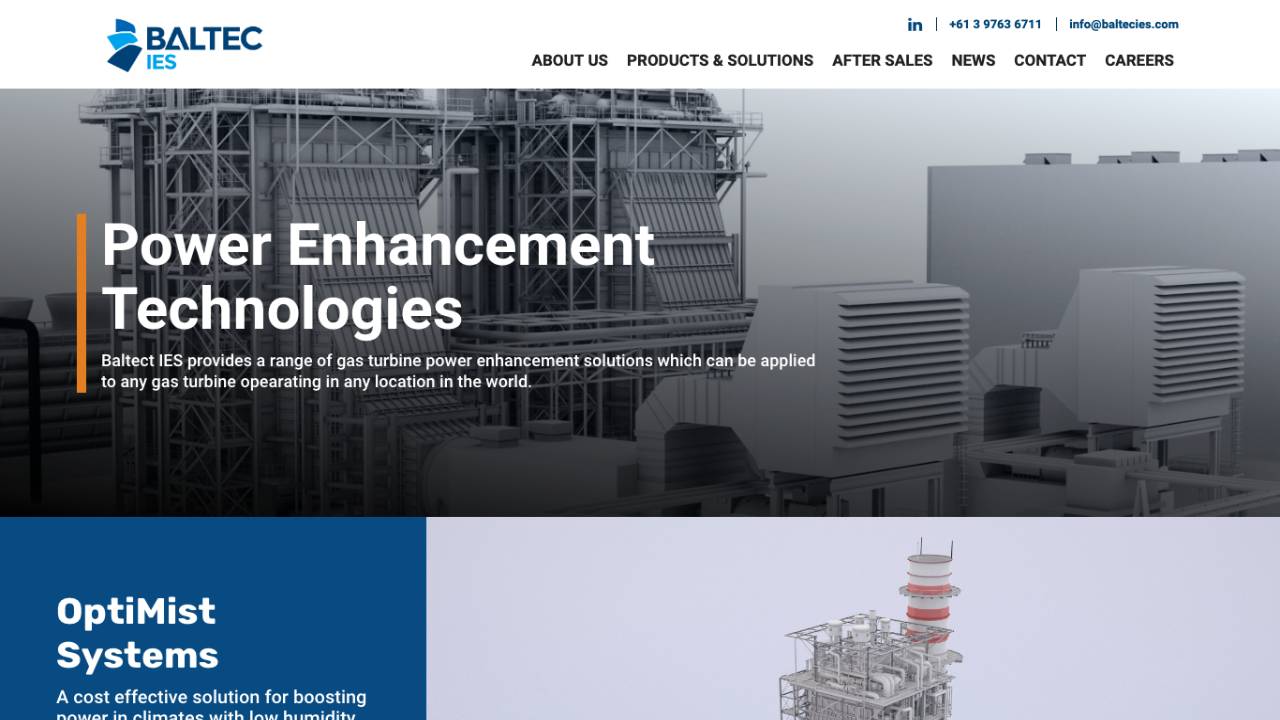 BALTEC
IES
in
+61 3 9763 6711
info@baltecies.com
ABOUT US
PRODUCTS & SOLUTIONS
AFTER SALES
NEWS
CONTACT
CAREERS
Power Enhancement
Technologies
Baltect IES provides a range of gas turbine power enhancement solutions which can be applied
to any gas turbine opearating in any location in the world.
OptiMist
Systems
A cost effective solution for boosting
power in climates with low humidity